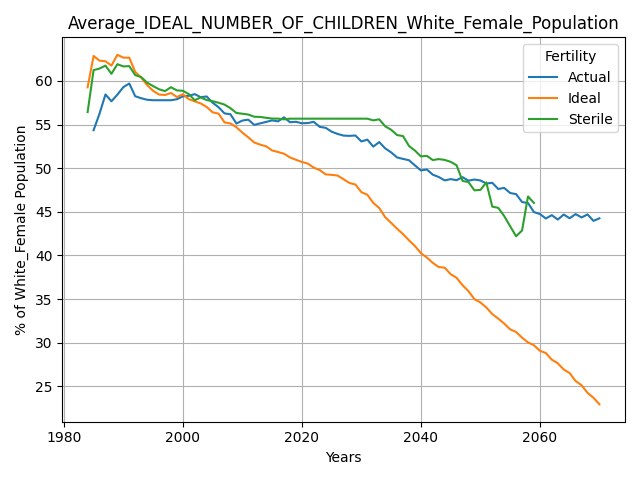 Average_IDEAL_NUMBER_OF_CHILDREN_White_Female_Population
Fertility
Actual
Ideal
Sterile
% of White_Female Population
60
55
50
45
40
35
30
25
1980
2000
2020
2040
2060
Years